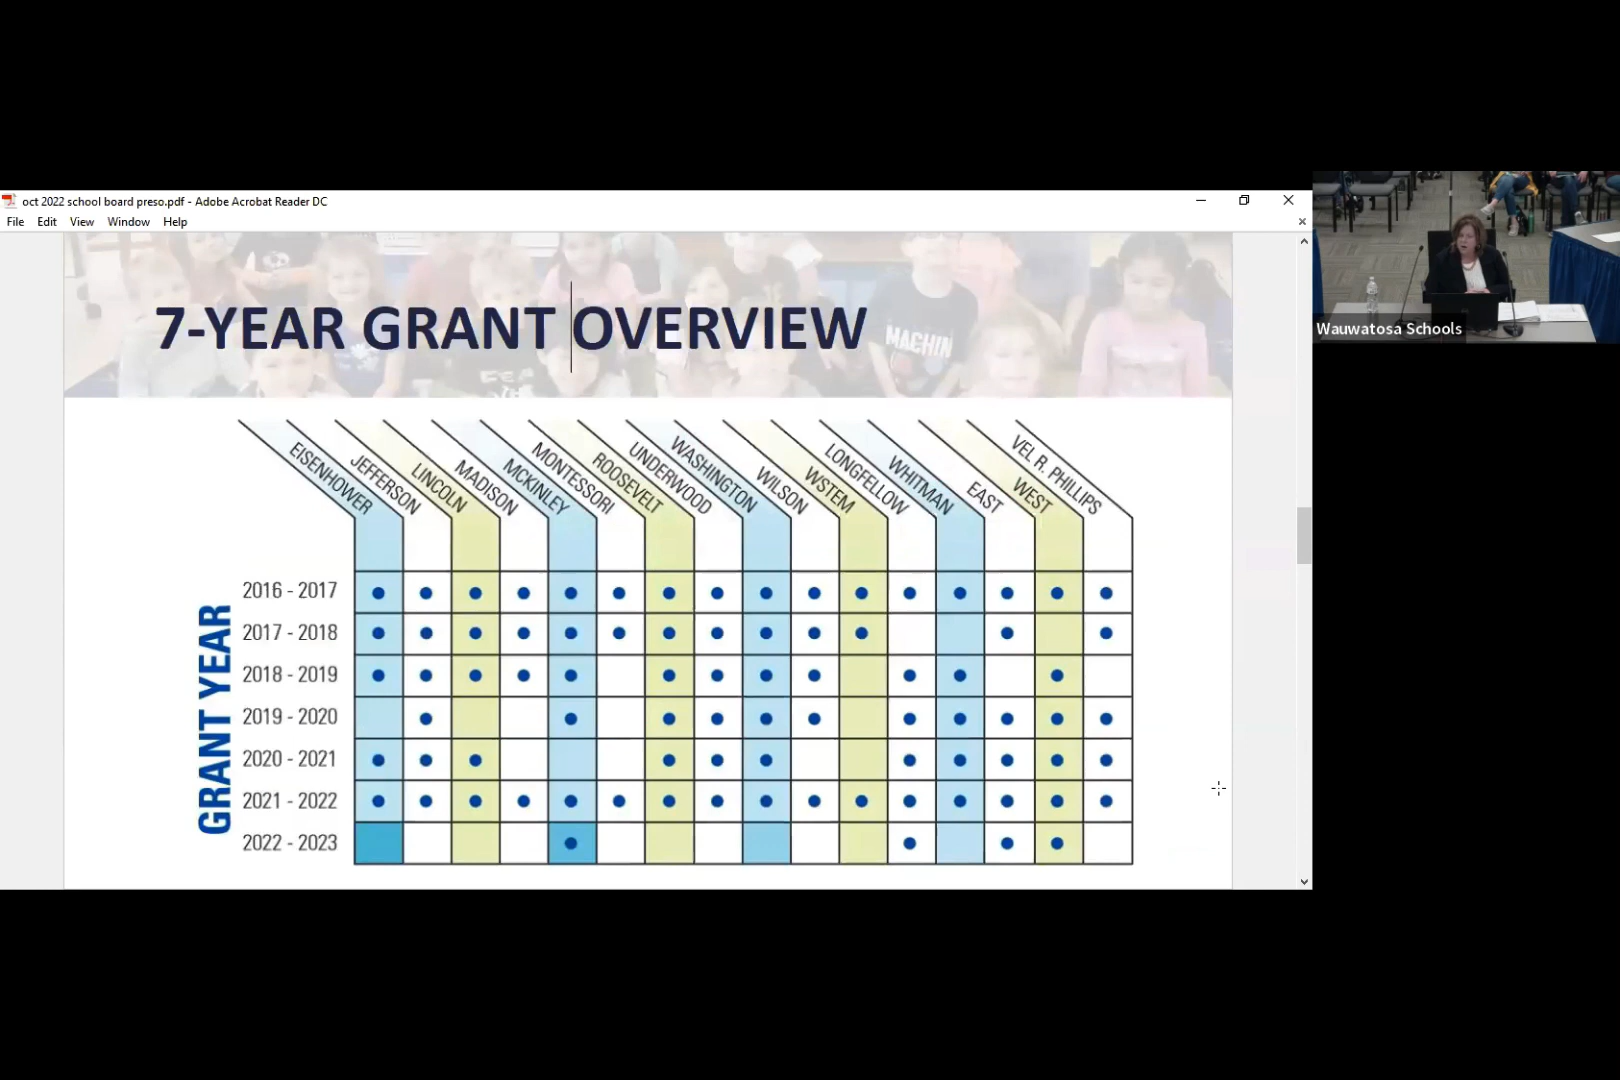 oct 2022 school board preso.pdf - Adobe Acrobat Reader DC
File Edit View Window Help
7-YEAR GRANT OVERVIEW
MACHIN
Wauwatosa Schools
EISENHOWER
JEFFERSON
LINCOLN
MADISON
MCKINLEY
MONTESSORI
ROOSEVELT
UNDERWOOD
WASHINGTON
WILSON
WSTEM
LONGFELLOW
WHITMAN
EAST
WEST
VEL R. PHILLIPS
GRANT YEAR
2016 - 2017
2017 - 2018
2018 - 2019
2019 - 2020
2020 - 2021
2021 - 2022
2022 - 2023